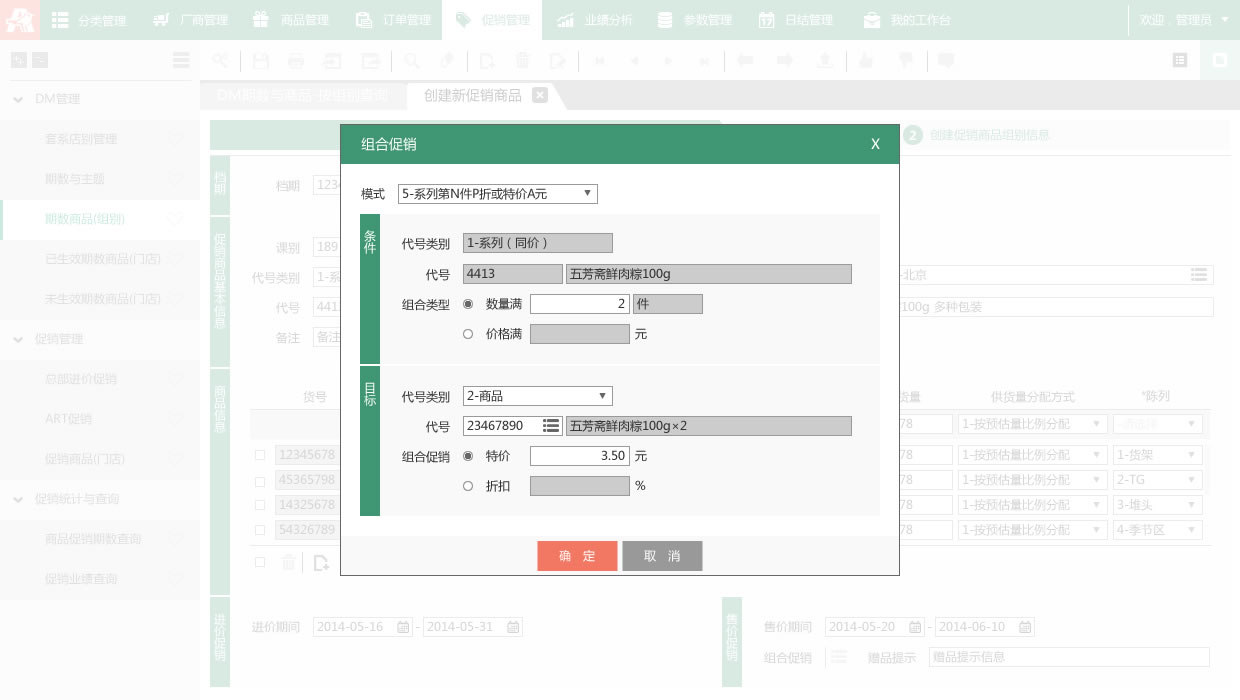 分类管理 厂商管理 商品管理 订单管理 促销管理 业绩分析 参数管理 日结管理 我的工作台 欢迎，管理员
DM期数与商品-按组别查询 创建新促销商品
DM管理
套系店别管理
期数与主题
期数商品(组别)
已生效期数商品(门店)
未生效期数商品(门店)
促销管理
总部进价促销
ART促销
促销商品(门店)
促销统计与查询
商品促销期数查询
促销业绩查询
2 创建促销商品组别信息
档期
档期 1234
促销商品基本信息
课别 189
代号类别 1-系
-北京
代号 441
100g 多种包装
备注 备注
商品信息
货号
货量 供货量分配方式 *陈列
78 1-按预估量比例分配 -请选择
12345678
78 1-按预估量比例分配 1-货架
45365798
78 1-按预估量比例分配 2-TG
14325678
78 1-按预估量比例分配 3-堆头
54326789
78 1-按预估量比例分配 4-季节区
进价促销
进价期间 2014-05-16 - 2014-05-31
售价促销
售价期间 2014-05-20 - 2014-06-10
组合促销 赠品提示 赠品提示信息
组合促销 X
模式 5-系列第N件P折或特价A元
条件
代号类别 1-系列（同价）
代号 4413 五芳斋鲜肉粽100g
组合类型 数量满 2 件
价格满 元
目标
代号类别 2-商品
代号 23467890 五芳斋鲜肉粽100g×2
组合促销 特价 3.50 元
折扣 %
确 定 取 消